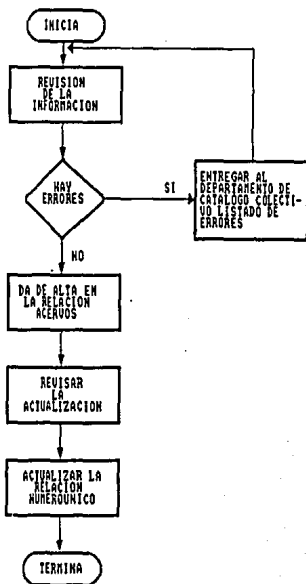 INICIA
REVISION
DE LA
INFORMACION
HAY
ERRORES
SI
ENTREGAR AL
DEPARTAMENTO DE
CATALOGO COLECTI-
VO LISTADO DE
ERRORES
NO
DA DE ALTA EN
LA RELACION
ACERVOS
REVISAR
LA
ACTUALIZACION
ACTUALIZAR LA
RELACION
NUMEROUNICO
TERMINA